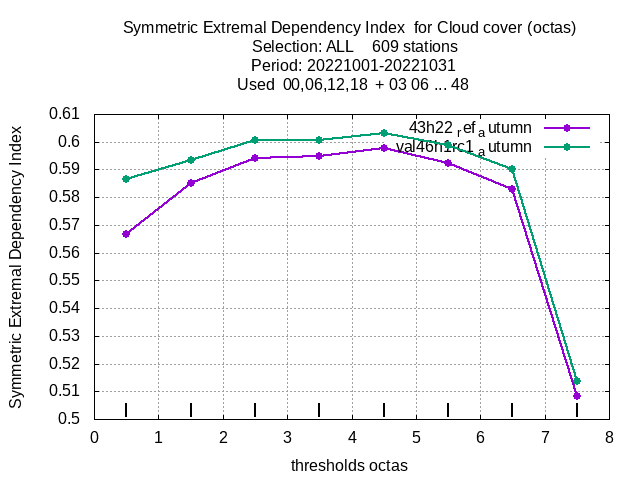 Symmetric Extremal Dependency Index  for Cloud cover (octas)
Selection: ALL    609 stations
Period: 20221001-20221031
Used  00,06,12,18  + 03 06 ... 48
0.61
0.6
0.59
0.58
0.57
0.56
0.55
0.54
0.53
0.52
0.51
0.5
Symmetric Extremal Dependency Index
43h22 ref autumn
val46h1rc1 autumn
0 1 2 3 4 5 6 7 8
thresholds octas